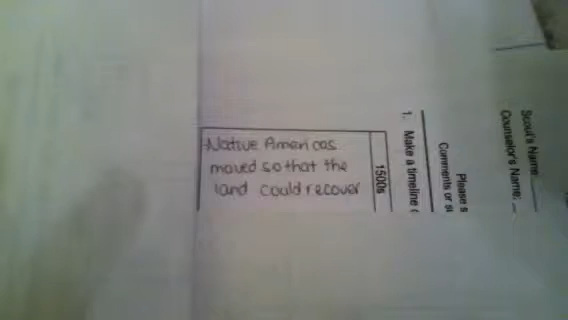 Scout's Name:
Counselor's Name:
Please s
Comments or s
1. Make a timeline
1500s
Native Americas
moved so that the
land could recover